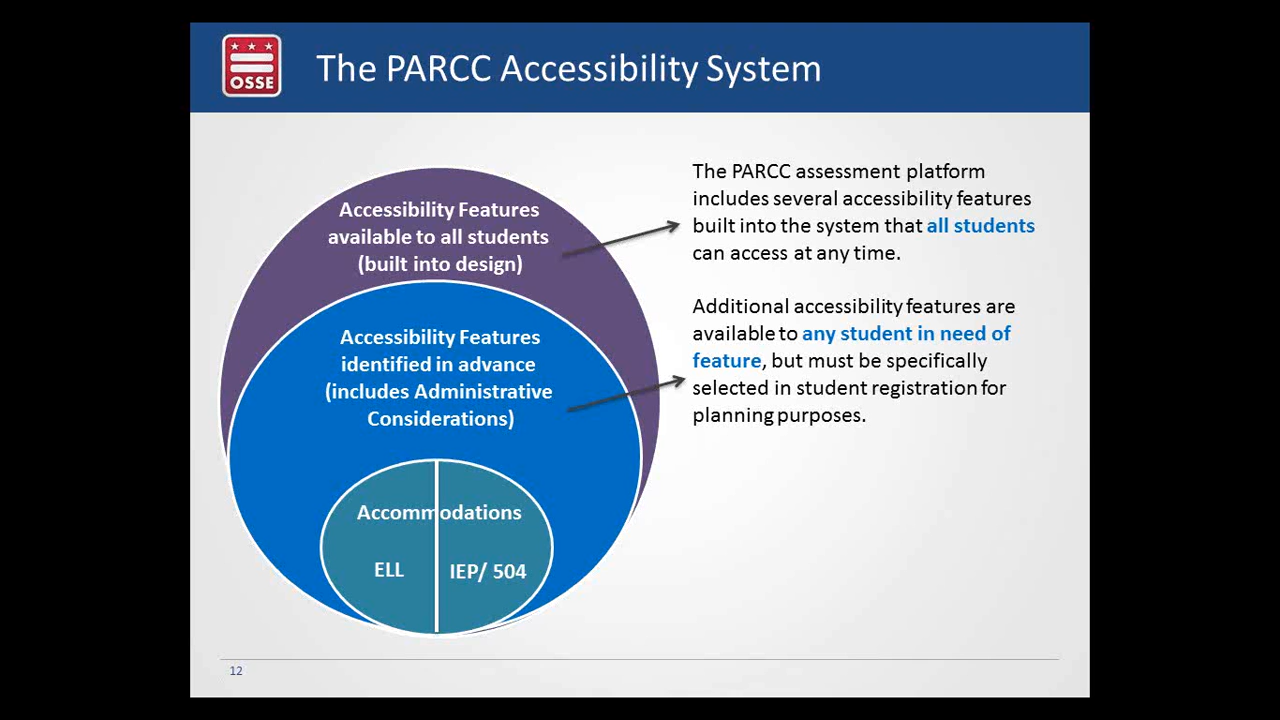 OSSE
The PARCC Accessibility System
Accessibility Features
available to all students
(built into design)
Accessibility Features
identified in advance
(includes Administrative
Considerations)
Accommodations
ELL
IEP/ 504
The PARCC assessment platform
includes several accessibility features
built into the system that all students
can access at any time.
Additional accessibility features are
available to any student in need of
feature, but must be specifically
selected in student registration for
planning purposes.
12